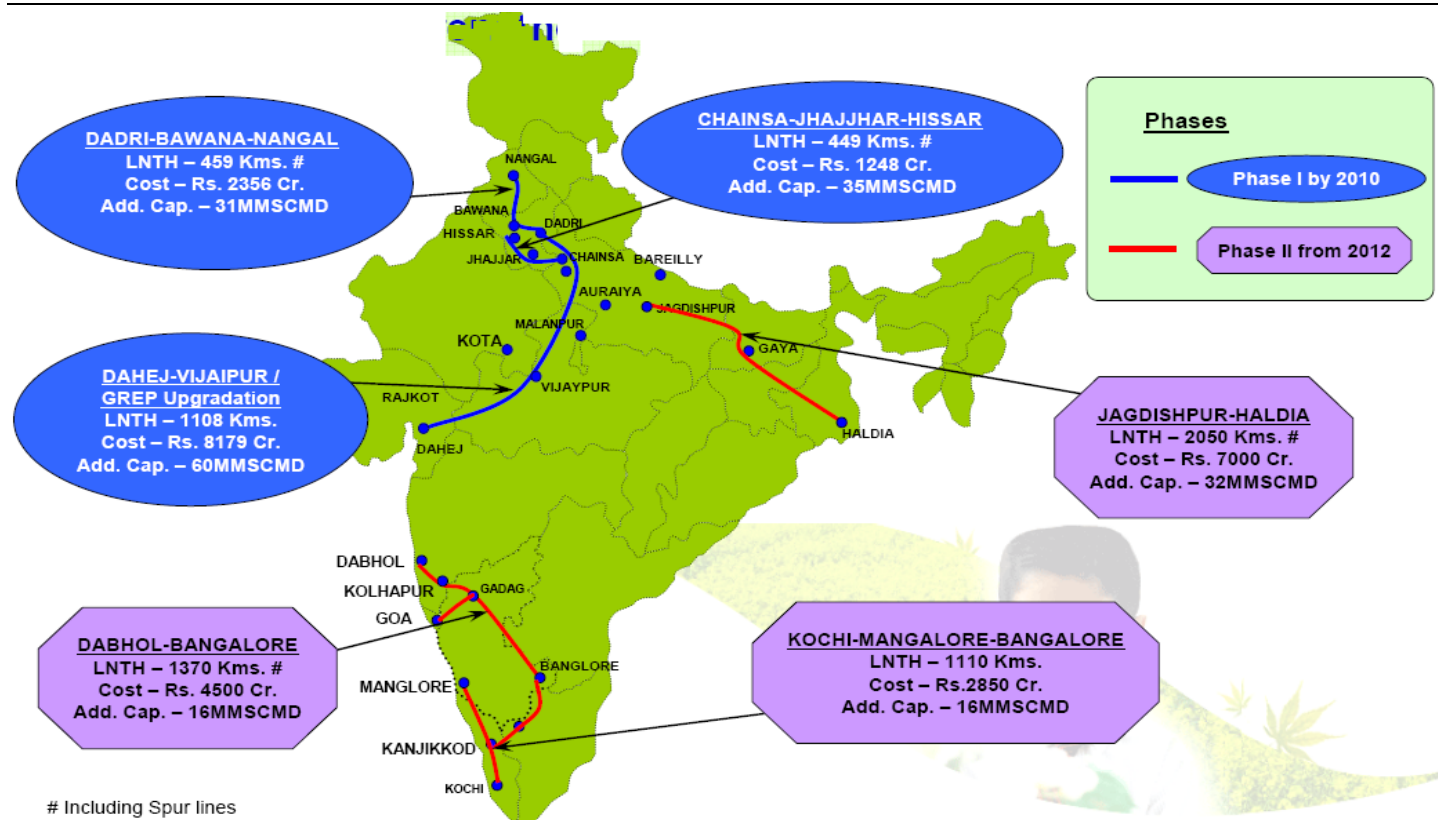 DADRI-BAWANA-NANGAL
LNTH – 459 Kms. #
Cost – Rs. 2356 Cr.
Add. Cap. – 31MMSCMD
CHAINSA-JHAJJHAR-HISSAR
LNTH – 449 Kms. #
Cost – Rs. 1248 Cr.
Add. Cap. – 35MMSCMD
Phases
Phase I by 2010
Phase II from 2012
NANGAL
BAWANA
DADRI
HISSAR
JHAJJAR
CHAINSA
BAREILLY
AURAIYA
JAGDISHPUR
MALANPUR
KOTA
GAYA
VIJAYPUR
RAJKOT
DAHEJ
HALDIA
DAHEJ-VIJAIPUR /
GREP Upgradation
LNTH – 1108 Kms.
Cost – Rs. 8179 Cr.
Add. Cap. – 60MMSCMD
JAGDISHPUR-HALDIA
LNTH – 2050 Kms. #
Cost – Rs. 7000 Cr.
Add. Cap. – 32MMSCMD
DABHOL
KOLHAPUR
GADAG
GOA
BANGLORE
MANGLORE
KANJIKKOD
KOCHI
DABHOL-BANGALORE
LNTH – 1370 Kms. #
Cost – Rs. 4500 Cr.
Add. Cap. – 16MMSCMD
KOCHI-MANGALORE-BANGALORE
LNTH – 1110 Kms.
Cost – Rs.2850 Cr.
Add. Cap. – 16MMSCMD
# Including Spur lines